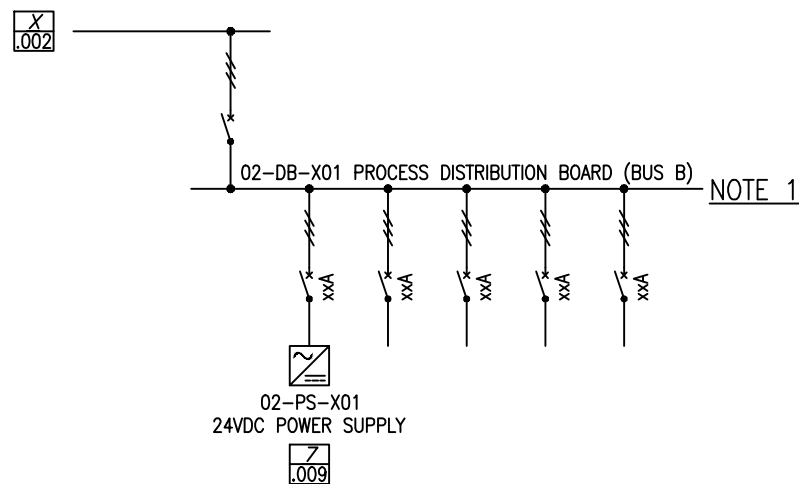 X
.002
02-DB-X01 PROCESS DISTRIBUTION BOARD (BUS B)
NOTE 1
xxA xxA xxA xxA xxA
02-PS-X01
24VDC POWER SUPPLY
7
.009